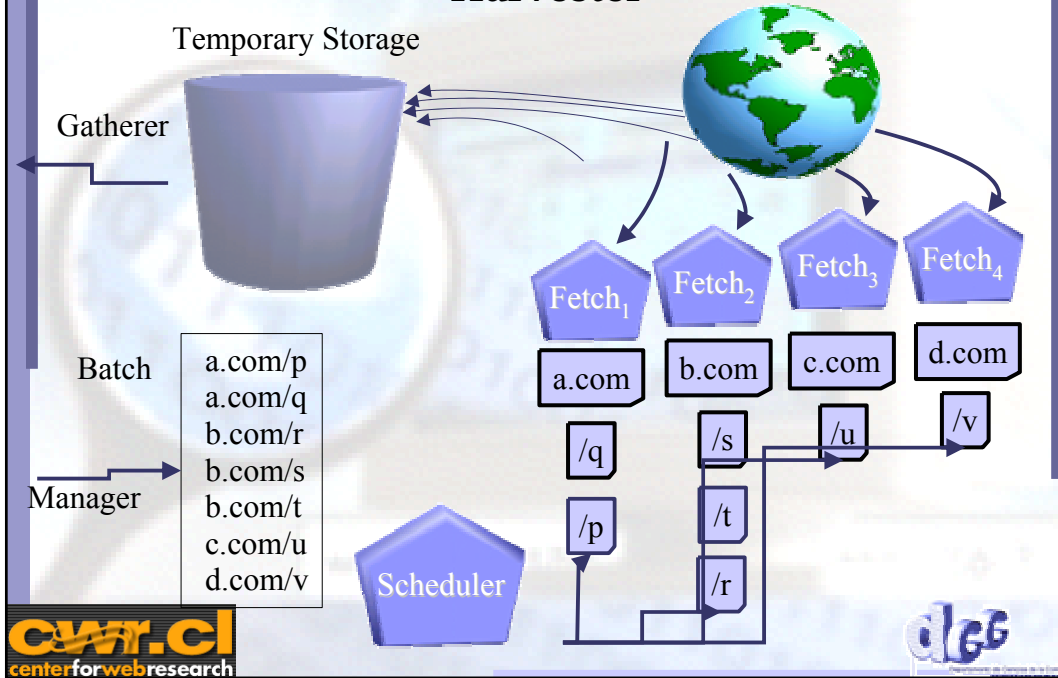 Harvester
Temporary Storage
Gatherer
Fetch1
Fetch2
Fetch3
Fetch4
Batch
a.com/p
a.com/q
b.com/r
b.com/s
b.com/t
c.com/u
d.com/v
Manager
a.com
b.com
c.com
d.com
/q
/s
/u
/v
/p
/t
/r
Scheduler
cwr.cl
centerforwebresearch